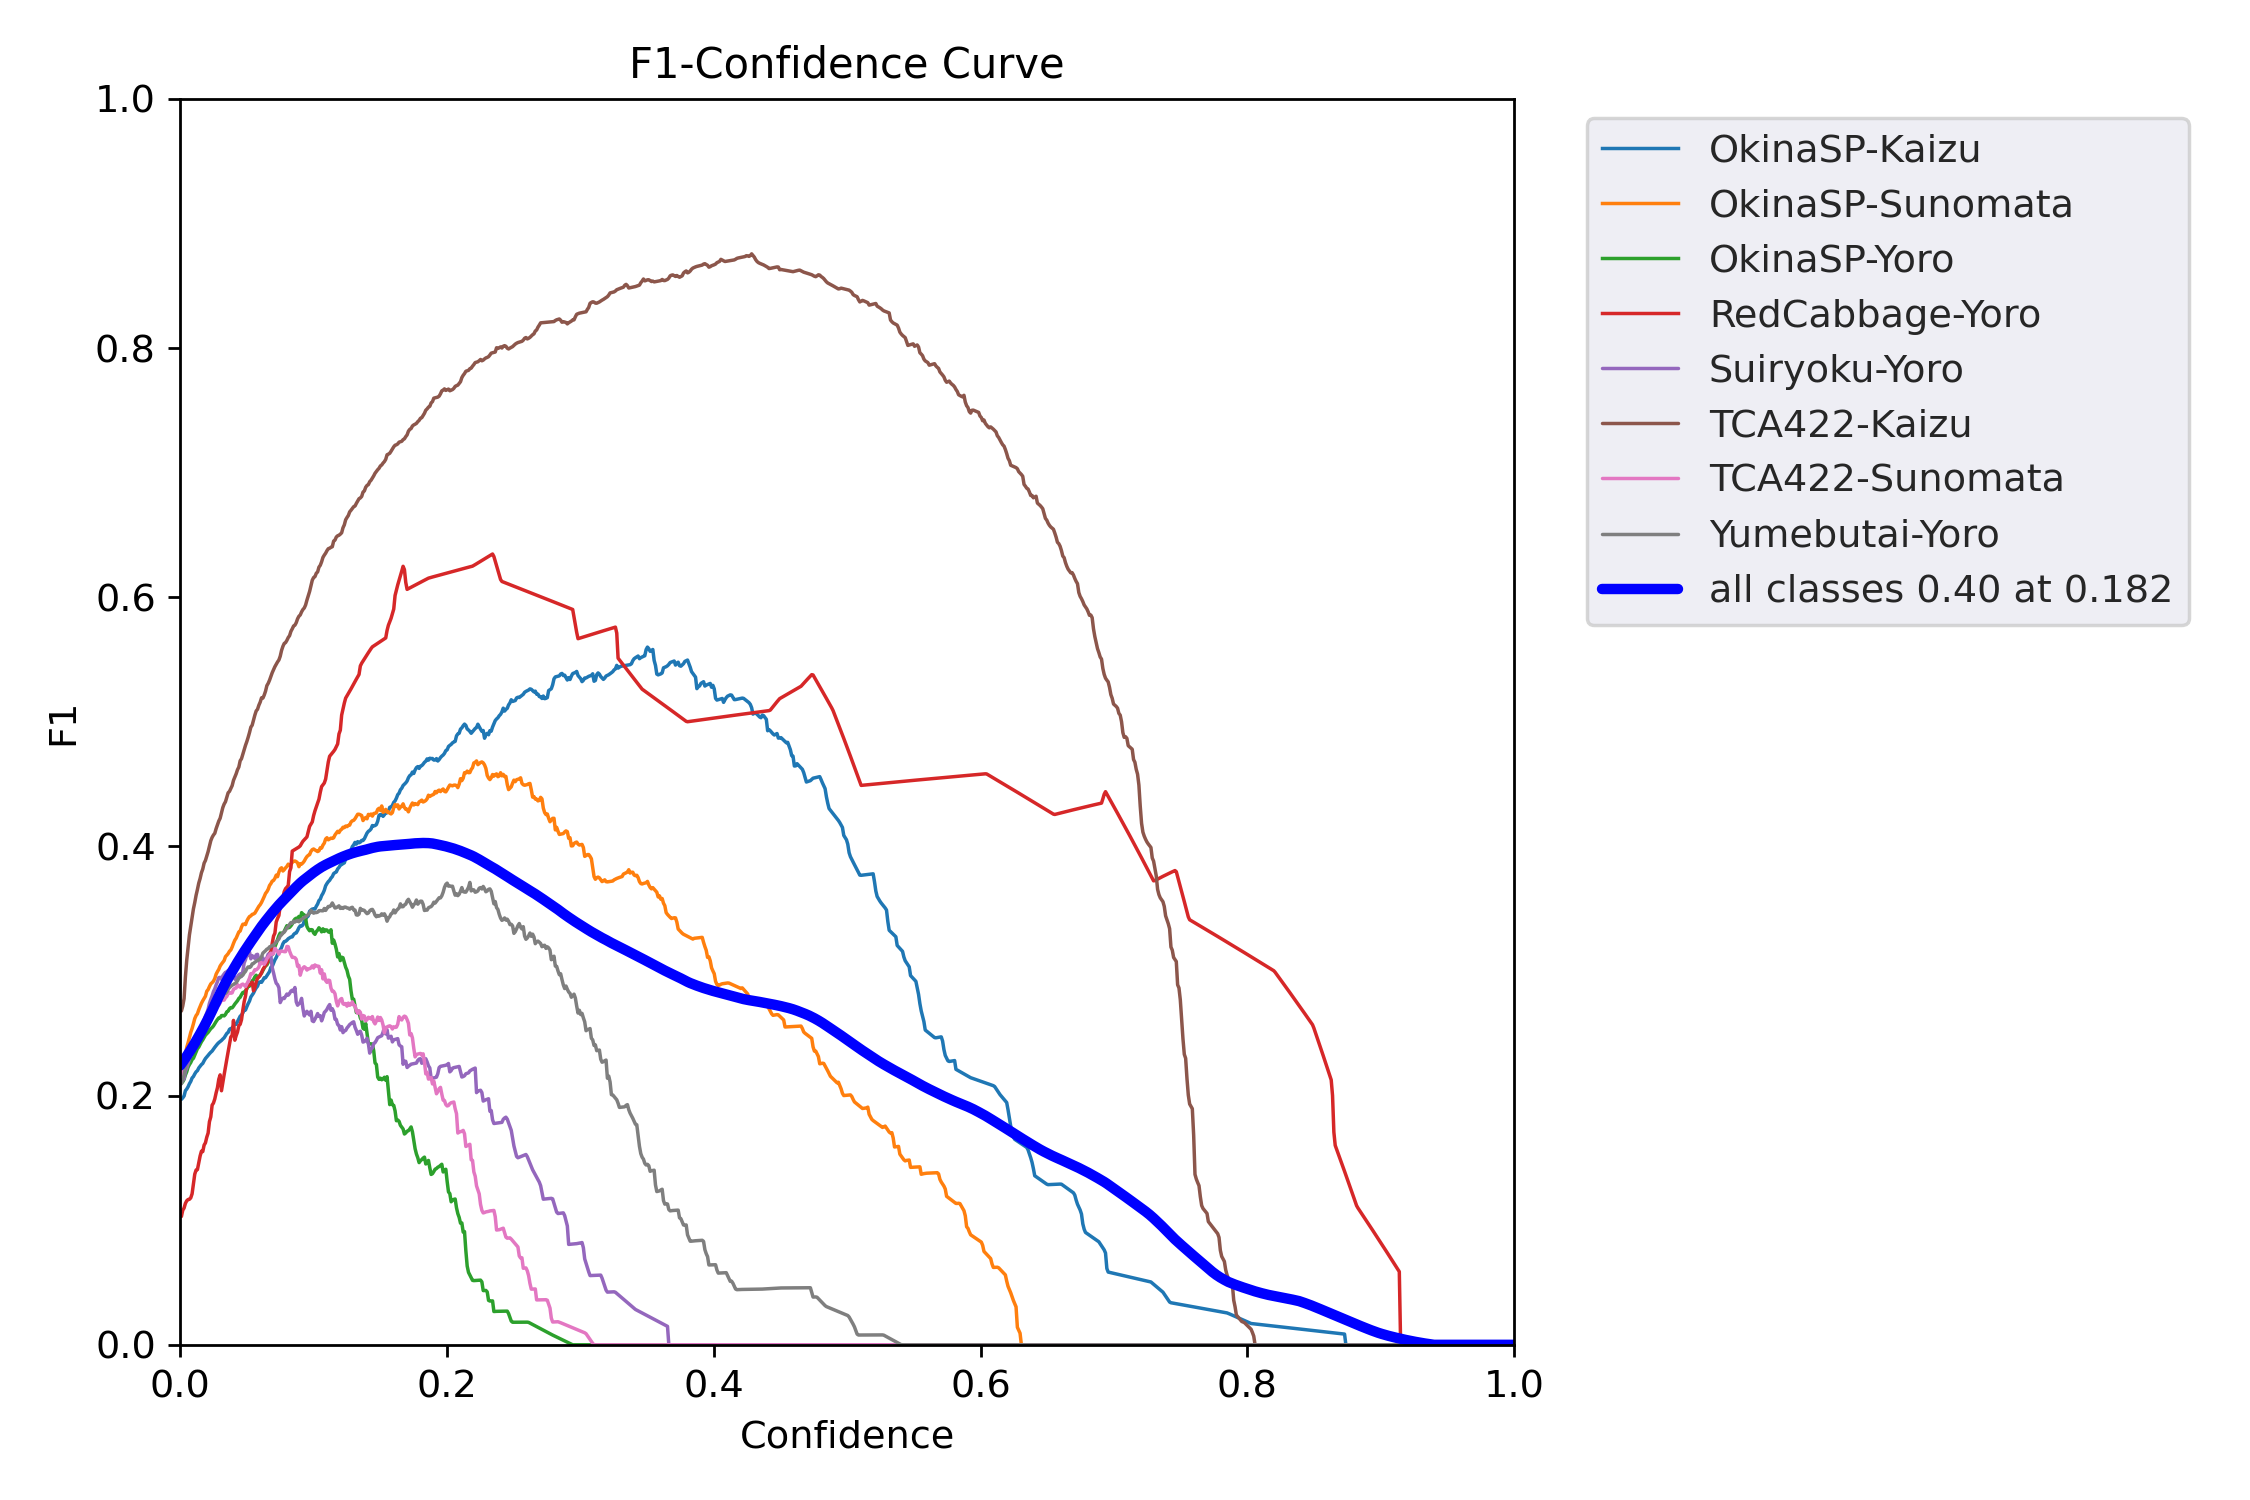 F1-Confidence Curve
1.0
0.8
0.6
0.4
0.2
0.0
F1
0.0 0.2 0.4 0.6 0.8 1.0
Confidence
OkinaSP-Kaizu
OkinaSP-Sunomata
OkinaSP-Yoro
RedCabbage-Yoro
Suiryoku-Yoro
TCA422-Kaizu
TCA422-Sunomata
Yumebutai-Yoro
all classes 0.40 at 0.182